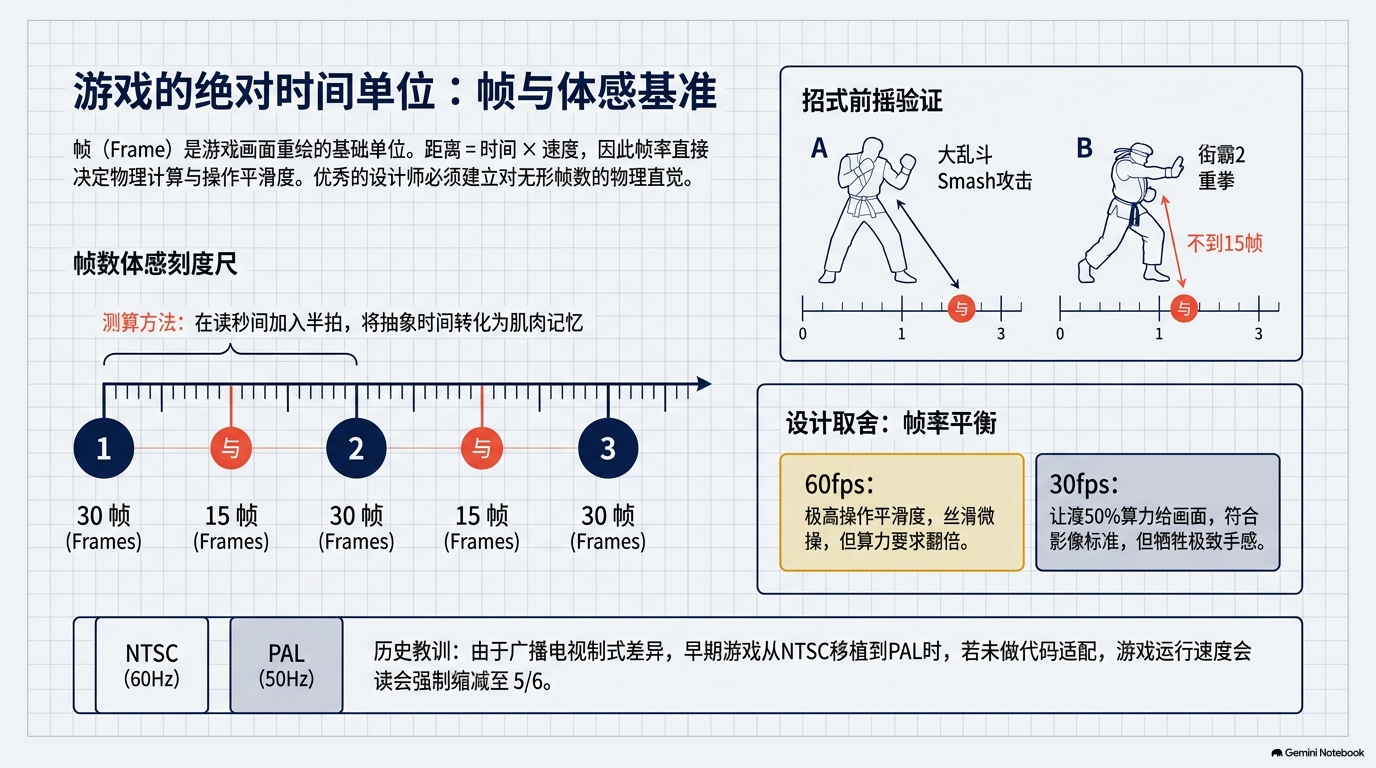 游戏的绝对时间单位：帧与体感基准
帧（Frame）是游戏画面重绘的基础单位。距离 = 时间 × 速度，因此帧率直接
决定物理计算与操作平滑度。优秀的设计师必须建立对无形帧数的物理直觉。
帧数体感刻度尺
测算方法：在读秒间加入半拍，将抽象时间转化为肌肉记忆
1 与 2 与 3
30 帧 15 帧 30 帧 15 帧 30 帧
(Frames) (Frames) (Frames) (Frames) (Frames)
招式前摇验证
A
大乱斗
Smash攻击
与
0 1 3
B
街霸2
重拳
不到15帧
与
0 1 3
设计取舍：帧率平衡
60fps：
极高操作平滑度，丝滑微
操，但算力要求翻倍。
30fps：
让渡50%算力给画面，符合
影像标准，但牺牲极致手感。
NTSC
(60Hz)
PAL
(50Hz)
历史教训：由于广播电视制式差异，早期游戏从NTSC移植到PAL时，若未做代码适配，游戏运行速度会
读会强制缩减至 5/6。
Gemini Notebook